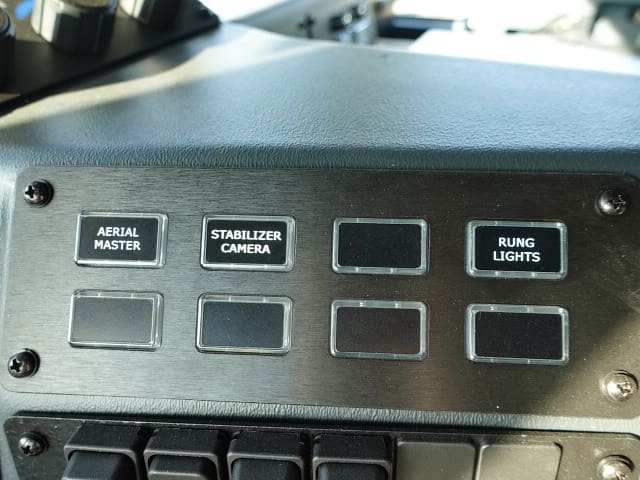 AERIAL
MASTER
STABILIZER
CAMERA
RUNG
LIGHTS